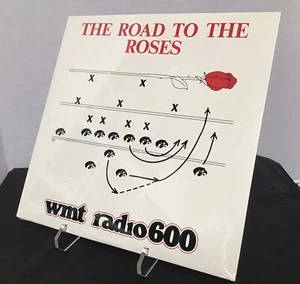 THE ROAD TO THE
ROSES
X X
X X
X X X X
wmt radio 600